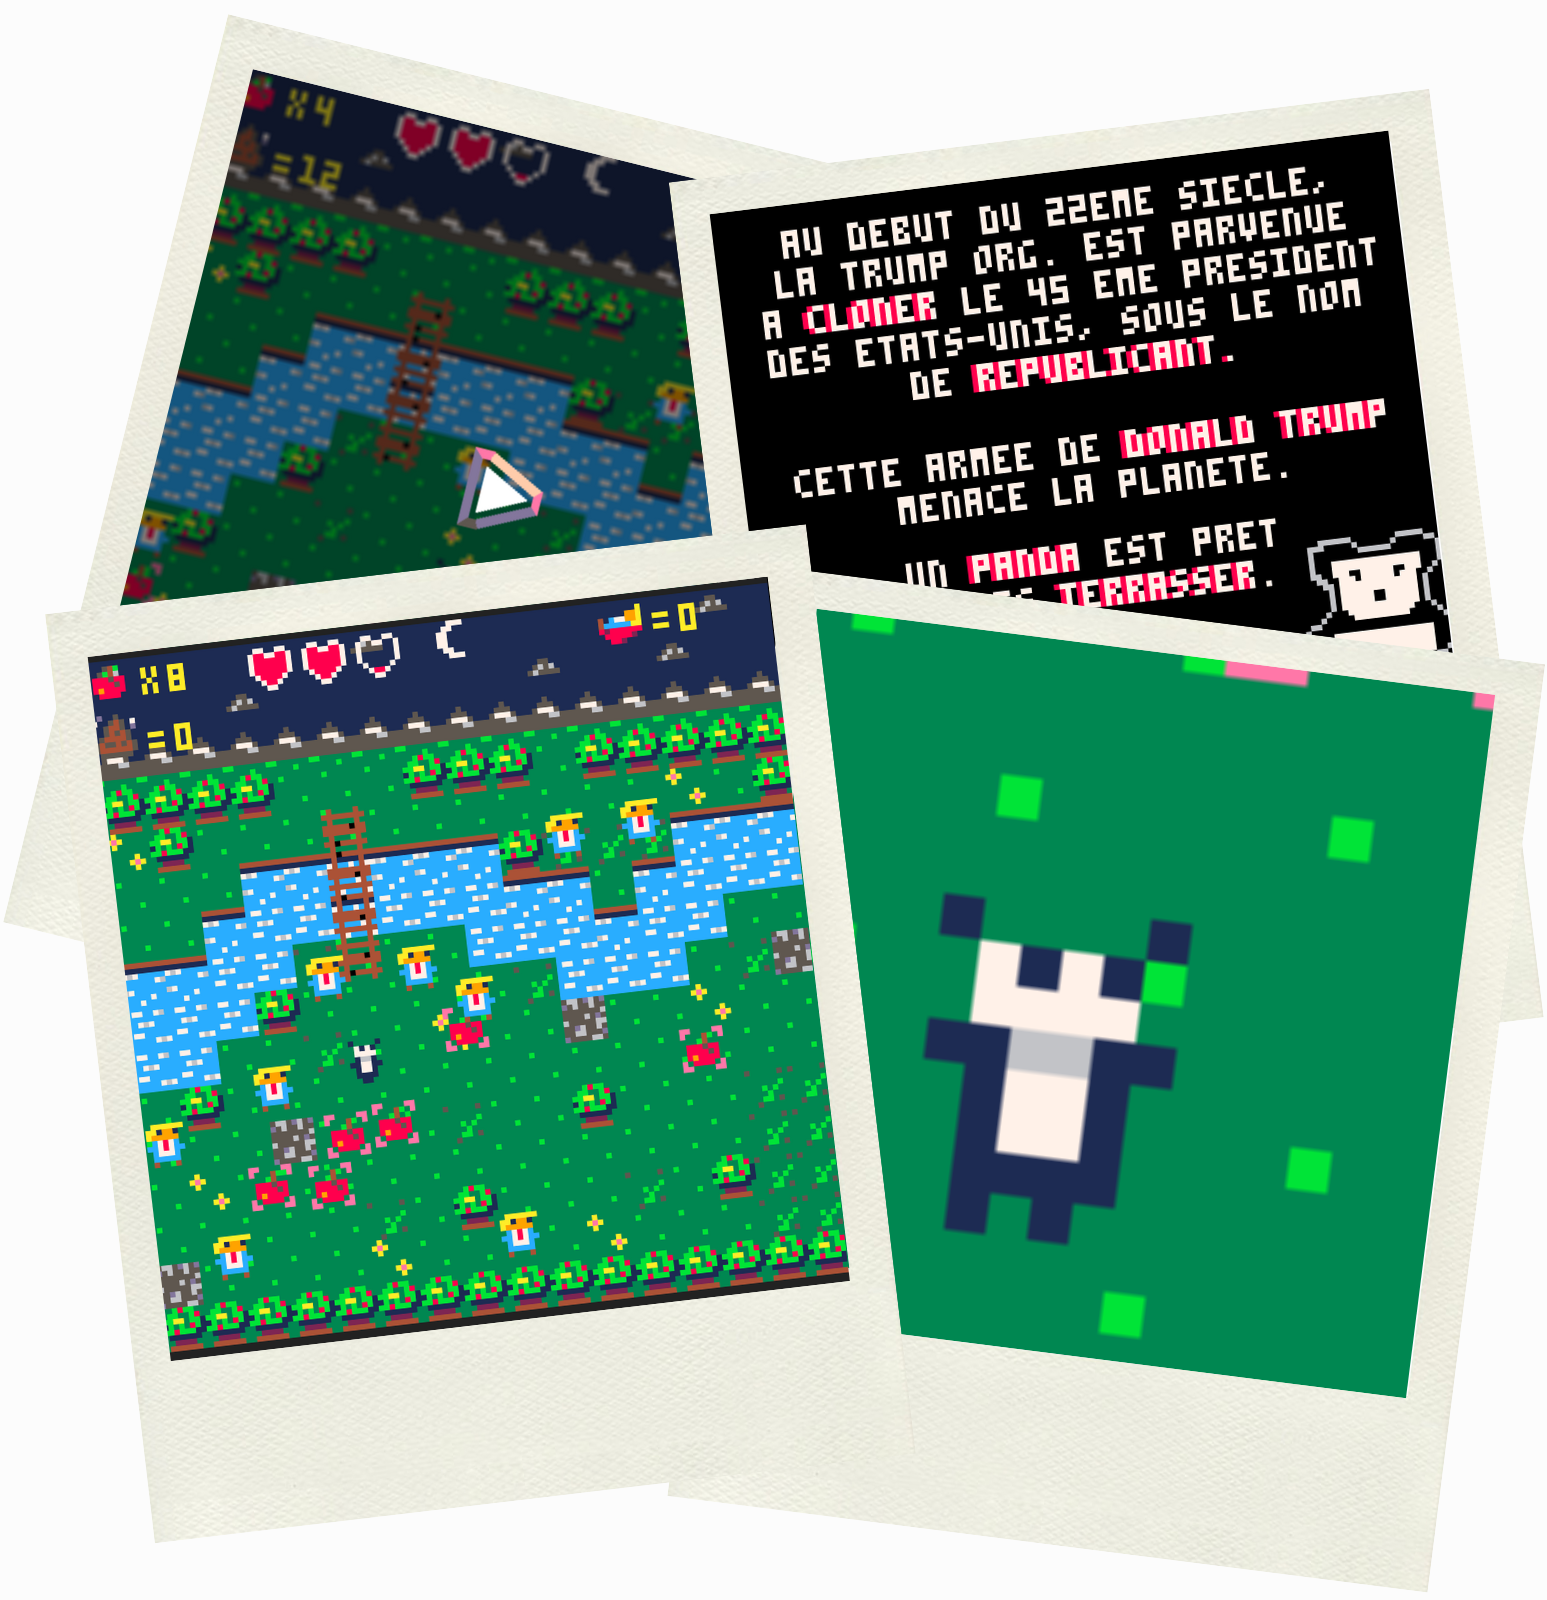 X4
=12
AU DEBUT DU 22EME SIECLE,
LA TRUMP ORG. EST PARVENUE
A CLONER LE 45 EME PRESIDENT
DES ETATS-UNIS, SOUS LE NOM
DE REPUBLICANT.
CETTE ARMEE DE DONALD TRUMP
MENACE LA PLANETE.
UN PANDA EST PRET
TERRASSER.
X8
=0
=0